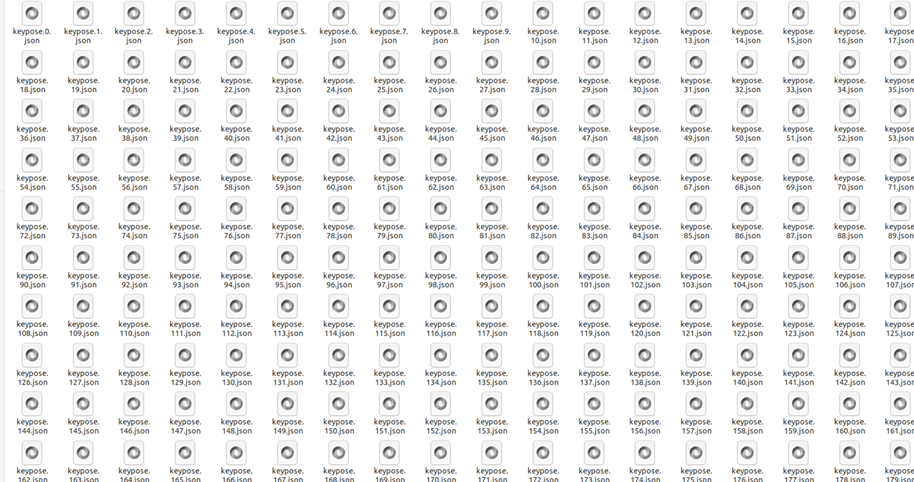 keypose.0. keypose.1. keypose.2. keypose.3. keypose.4. keypose.5. keypose.6. keypose.7. keypose.8. keypose.9. keypose. keypose. keypose. keypose. keypose. keypose. keypose. keypose.
json json json json json json json json json json 10.json 11.json 12.json 13.json 14.json 15.json 16.json 17.json
keypose. keypose. keypose. keypose. keypose. keypose. keypose. keypose. keypose. keypose. keypose. keypose. keypose. keypose. keypose. keypose. keypose. keypose.
18.json 19.json 20.json 21.json 22.json 23.json 24.json 25.json 26.json 27.json 28.json 29.json 30.json 31.json 32.json 33.json 34.json 35.json
keypose. keypose. keypose. keypose. keypose. keypose. keypose. keypose. keypose. keypose. keypose. keypose. keypose. keypose. keypose. keypose. keypose. keypose.
36.json 37.json 38.json 39.json 40.json 41.json 42.json 43.json 44.json 45.json 46.json 47.json 48.json 49.json 50.json 51.json 52.json 53.json
keypose. keypose. keypose. keypose. keypose. keypose. keypose. keypose. keypose. keypose. keypose. keypose. keypose. keypose. keypose. keypose. keypose. keypose.
54.json 55.json 56.json 57.json 58.json 59.json 60.json 61.json 62.json 63.json 64.json 65.json 66.json 67.json 68.json 69.json 70.json 71.json
keypose. keypose. keypose. keypose. keypose. keypose. keypose. keypose. keypose. keypose. keypose. keypose. keypose. keypose. keypose. keypose. keypose. keypose.
72.json 73.json 74.json 75.json 76.json 77.json 78.json 79.json 80.json 81.json 82.json 83.json 84.json 85.json 86.json 87.json 88.json 89.json
keypose. keypose. keypose. keypose. keypose. keypose. keypose. keypose. keypose. keypose. keypose. keypose. keypose. keypose. keypose. keypose. keypose. keypose.
90.json 91.json 92.json 93.json 94.json 95.json 96.json 97.json 98.json 99.json 100.json 101.json 102.json 103.json 104.json 105.json 106.json 107.json
keypose. keypose. keypose. keypose. keypose. keypose. keypose. keypose. keypose. keypose. keypose. keypose. keypose. keypose. keypose. keypose. keypose. keypose.
108.json 109.json 110.json 111.json 112.json 113.json 114.json 115.json 116.json 117.json 118.json 119.json 120.json 121.json 122.json 123.json 124.json 125.json
keypose. keypose. keypose. keypose. keypose. keypose. keypose. keypose. keypose. keypose. keypose. keypose. keypose. keypose. keypose. keypose. keypose. keypose.
126.json 127.json 128.json 129.json 130.json 131.json 132.json 133.json 134.json 135.json 136.json 137.json 138.json 139.json 140.json 141.json 142.json 143.json
keypose. keypose. keypose. keypose. keypose. keypose. keypose. keypose. keypose. keypose. keypose. keypose. keypose. keypose. keypose. keypose. keypose. keypose.
144.json 145.json 146.json 147.json 148.json 149.json 150.json 151.json 152.json 153.json 154.json 155.json 156.json 157.json 158.json 159.json 160.json 161.json
keypose. keypose. keypose. keypose. keypose. keypose. keypose. keypose. keypose. keypose. keypose. keypose. keypose. keypose. keypose. keypose. keypose. keypose.
162.json 163.json 164.json 165.json 166.json 167.json 168.json 169.json 170.json 171.json 172.json 173.json 174.json 175.json 176.json 177.json 178.json 179.json